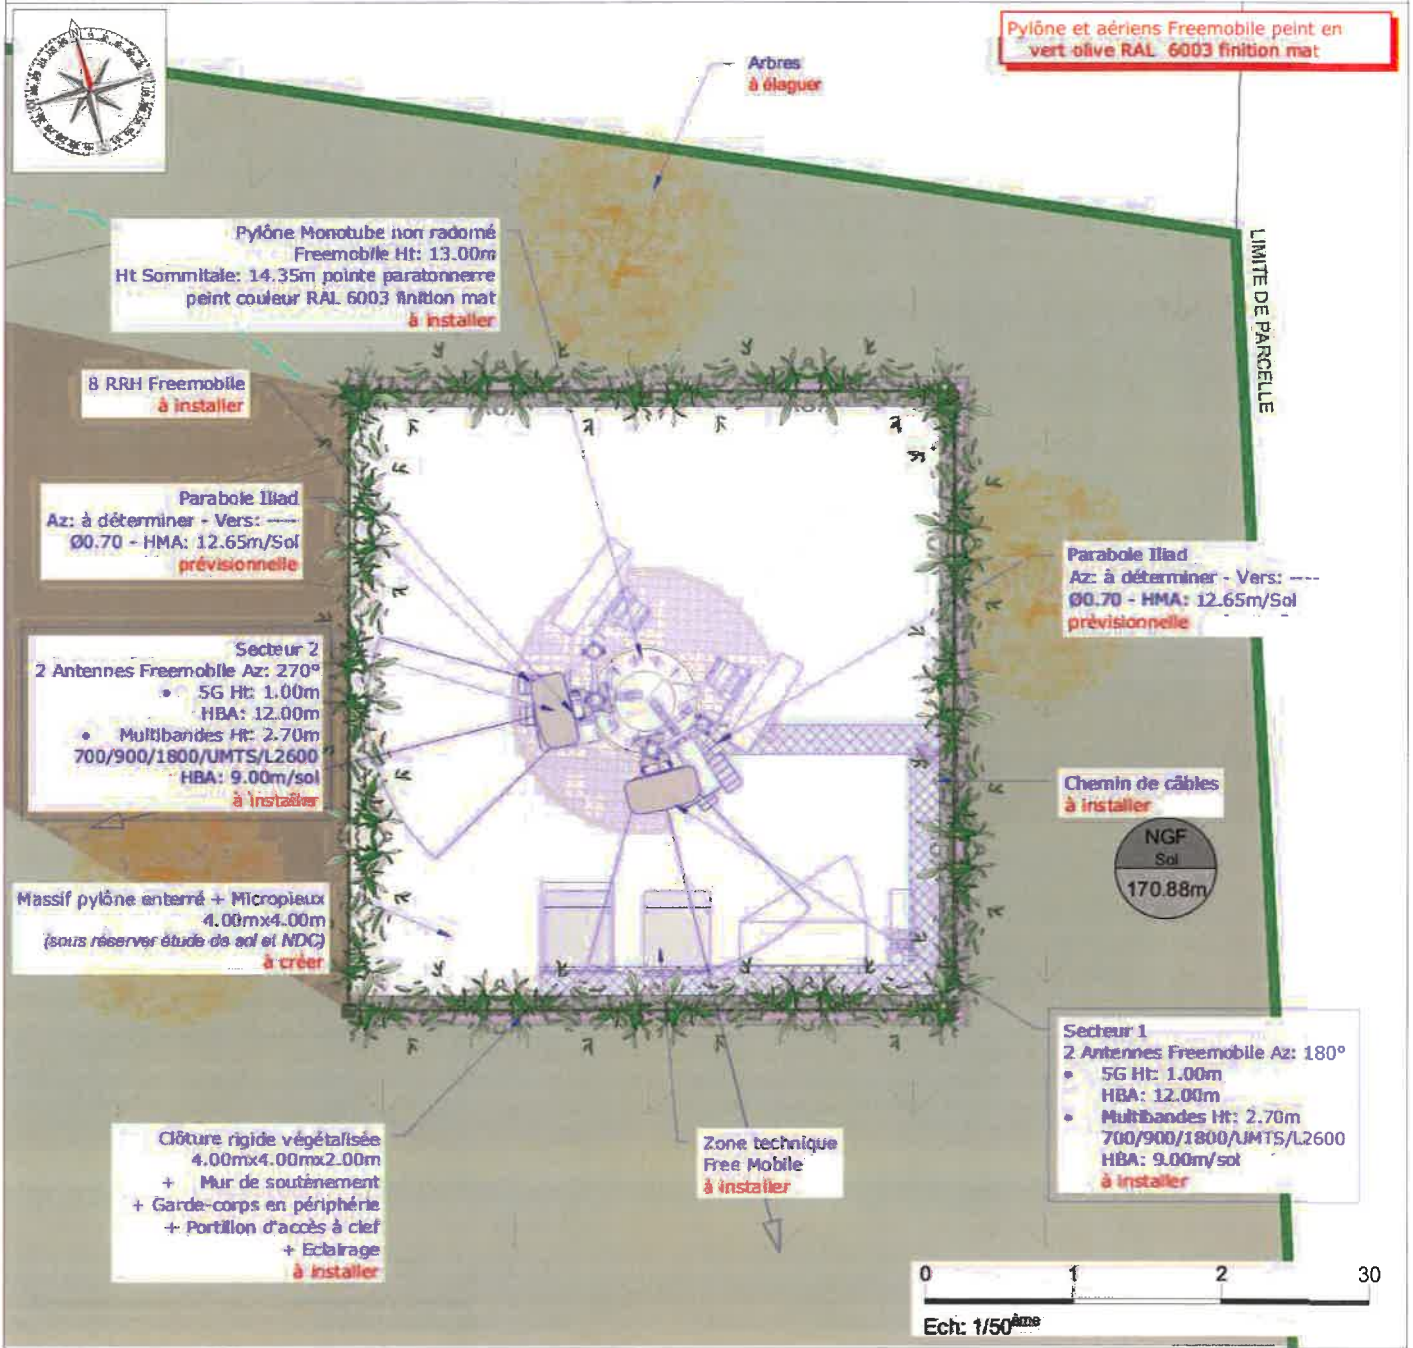 Pylône et aériens Freemobile peint en
vert olive RAL 6003 finition mat
N
Arbres
à élaguer
LIMITE DE PARCELLE
Pylône Monotube non radomé
Freemobile Ht: 13.00m
Ht Sommitale: 14.35m pointe paratonnerre
peint couleur RAL 6003 finition mat
à installer
8 RRH Freemobile
à installer
Parabole Iliad
Az: à déterminer - Vers: ----
Ø0.70 - HMA: 12.65m/Sol
prévisionnelle
Parabole Iliad
Az: à déterminer - Vers: ----
Ø0.70 - HMA: 12.65m/Sol
prévisionnelle
Secteur 2
2 Antennes Freemobile Az: 270°
• 5G Ht: 1.00m
HBA: 12.00m
• Multibandes Ht: 2.70m
700/900/1800/UMTS/L2600
HBA: 9.00m/sol
à installer
Chemin de câbles
à installer
NGF
Sol
170.88m
Massif pylône enterré + Micropieux
4.00mx4.00m
(sous réserver étude de sol et NDC)
à créer
Secteur 1
2 Antennes Freemobile Az: 180°
• 5G Ht: 1.00m
HBA: 12.00m
• Multibandes Ht: 2.70m
700/900/1800/UMTS/L2600
HBA: 9.00m/sol
à installer
Clôture rigide végétalisée
4.00mx4.00mx2.00m
+ Mur de soutènement
+ Garde-corps en périphérie
+ Portillon d'accès à clef
+ Eclairage
à installer
Zone technique
Free Mobile
à installer
0 1 2 30
Ech: 1/50ème